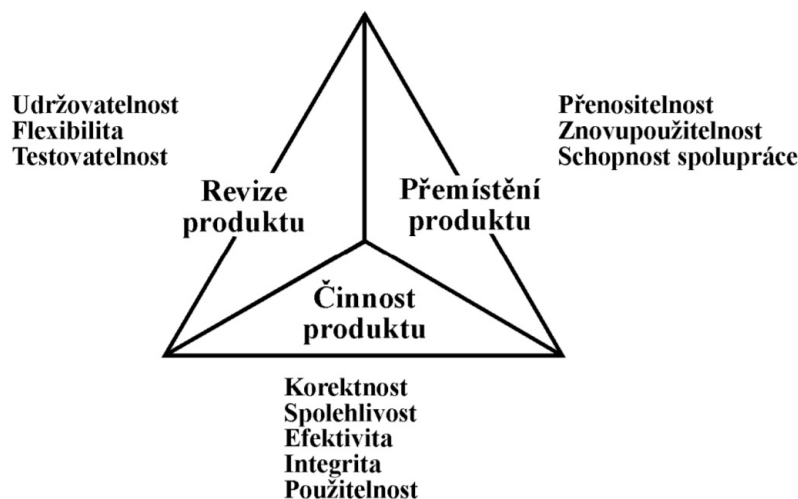 Udržovatelnost
Flexibilita
Testovatelnost
Přenositelnost
Znovupoužitelnost
Schopnost spolupráce
Revize
produktu
Přemístění
produktu
Činnost
produktu
Korektnost
Spolehlivost
Efektivita
Integrita
Použitelnost